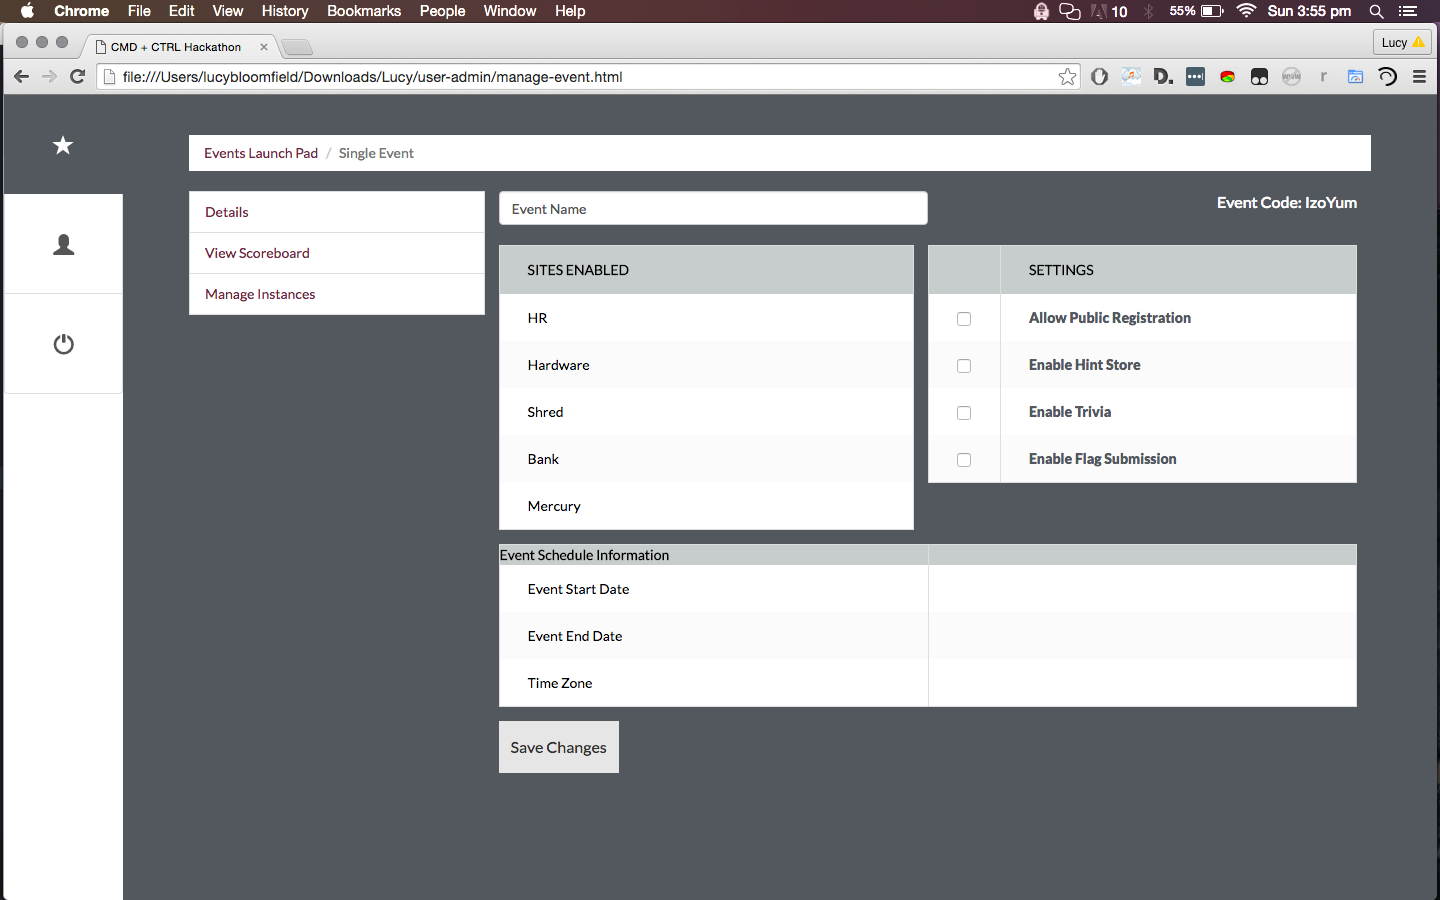 Chrome File Edit View History Bookmarks People Window Help 10 55% Sun 3:55 pm
CMD + CTRL Hackathon
Lucy
file:///Users/lucybloomfield/Downloads/Lucy/user-admin/manage-event.html
Events Launch Pad / Single Event
Details
View Scoreboard
Manage Instances
Event Name
Event Code: IzoYum
SITES ENABLED
HR
Hardware
Shred
Bank
Mercury
SETTINGS
Allow Public Registration
Enable Hint Store
Enable Trivia
Enable Flag Submission
Event Schedule Information
Event Start Date
Event End Date
Time Zone
Save Changes